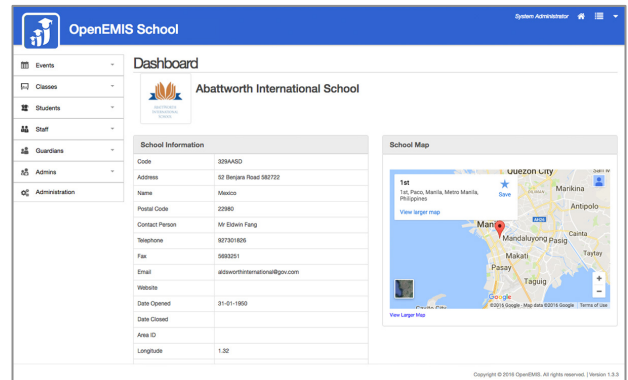 System Administrator
OpenEMIS School
Events
Classes
Students
Staff
Guardians
Admins
Administration
Dashboard
Abattworth International School
School Information
Code 329AASD
Address 52 Benjara Road 582722
Name Mexico
Postal Code 22980
Contact Person Mr Eldwin Fang
Telephone 927301826
Fax 5693251
Email aldsworthinternational@gov.com
Website
Date Opened 31-01-1950
Date Closed
Area ID
Longitude 1.32
School Map
Quezon City
1st
1st, Paco, Manila, Metro Manila,
Philippines
Save
View larger map
Marikina
Antipolo
Cainta
Mandaluyong
Pasig
Makati
Taytay
Pasay
Taguig
Google
©2016 Google - Map data ©2016 Google Terms of Use
View Larger Map
Copyright © 2016 OpenEMIS. All rights reserved. | Version 1.3.0